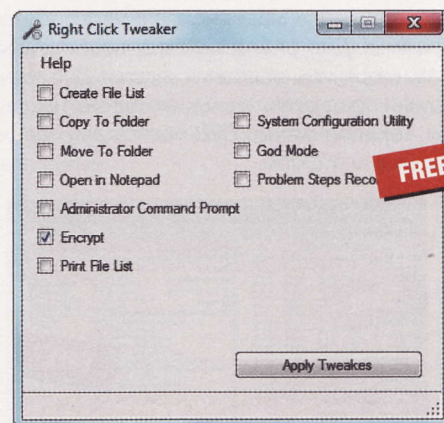 Right Click Tweaker
Help
Create File List
Copy To Folder
Move To Folder
Open in Notepad
Administrator Command Prompt
Encrypt
Print File List
System Configuration Utility
God Mode
Problem Steps Reco
FREE
Apply Tweakes